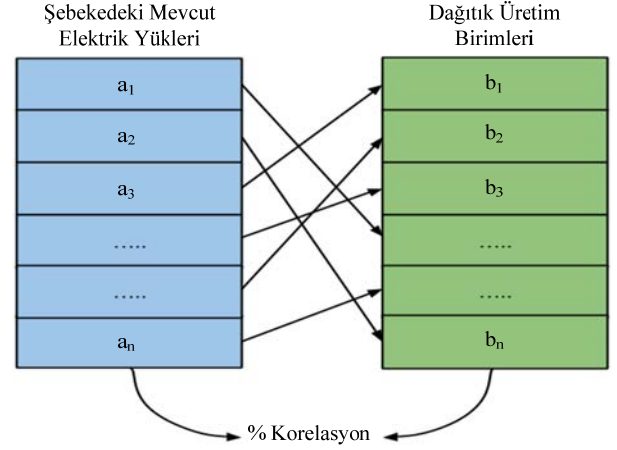 Şebekedeki Mevcut
Elektrik Yükleri
a₁
a₂
a₃
.....
.....
aₙ
Dağıtık Üretim
Birimleri
b₁
b₂
b₃
.....
.....
bₙ
% Korelasyon